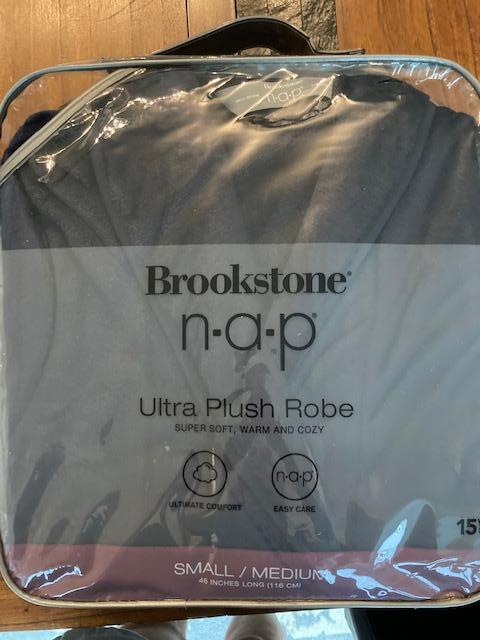 Brookstone
n·a·p®
Brookstone®
n·a·p®
Ultra Plush Robe
SUPER SOFT, WARM AND COZY
n·a·p®
ULTIMATE COMFORT
EASY CARE
SMALL / MEDIUM
46 INCHES LONG (116 CM)